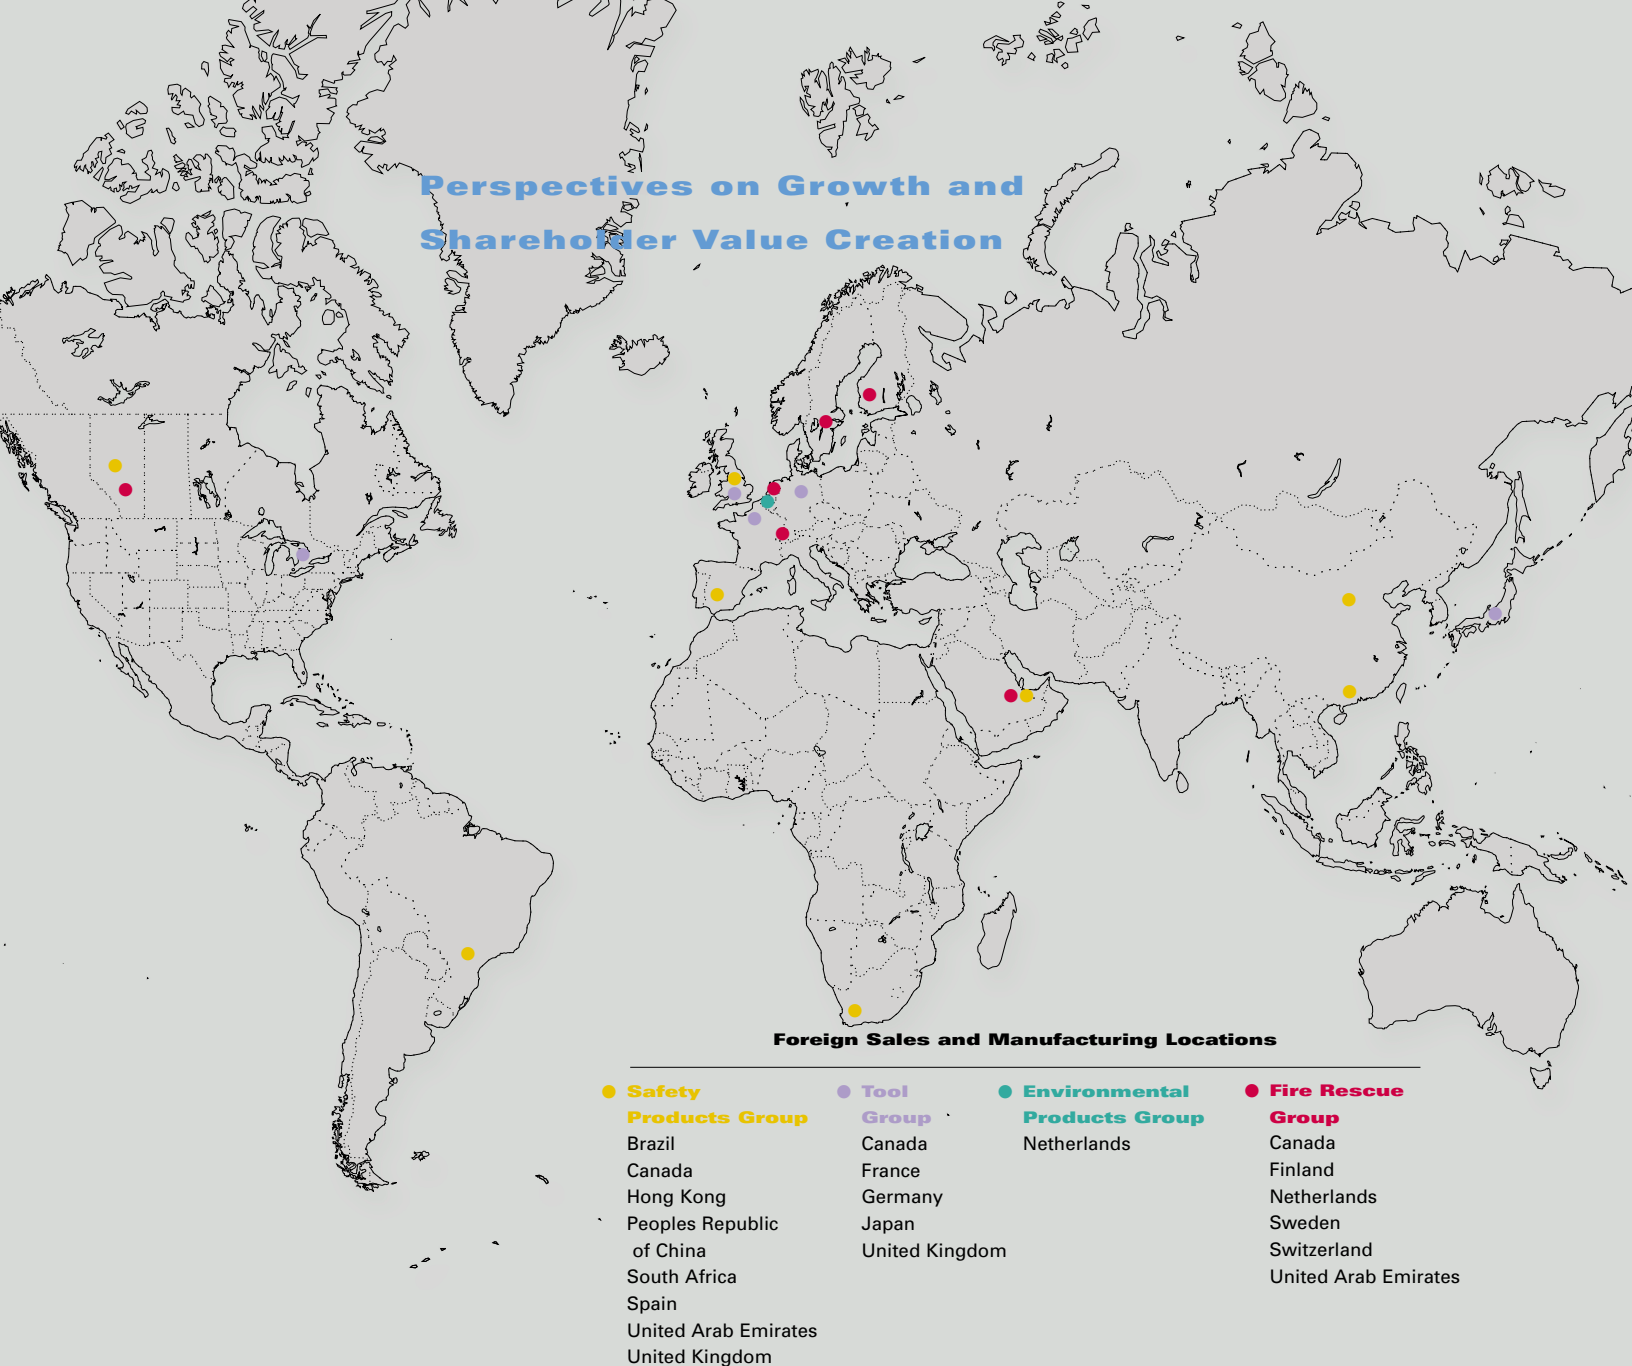 Perspectives on Growth and
Shareholder Value Creation
Foreign Sales and Manufacturing Locations
Safety
Products Group
Brazil
Canada
Hong Kong
Peoples Republic
of China
South Africa
Spain
United Arab Emirates
United Kingdom
Tool
Group
Canada
France
Germany
Japan
United Kingdom
Environmental
Products Group
Netherlands
Fire Rescue
Group
Canada
Finland
Netherlands
Sweden
Switzerland
United Arab Emirates